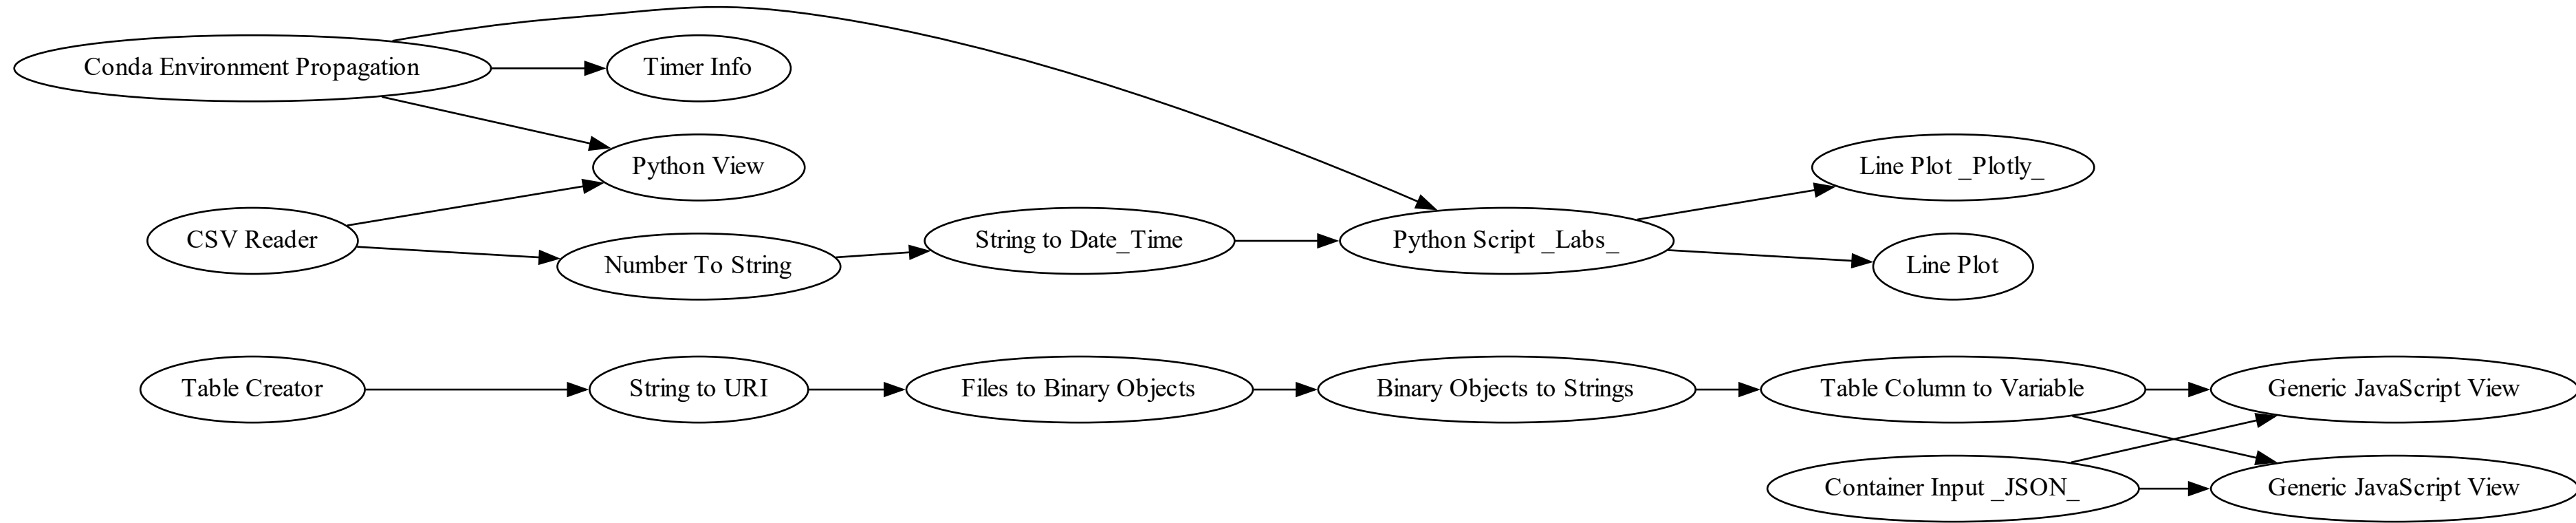 Conda Environment Propagation
Timer Info
Python View
Line Plot _Plotly_
CSV Reader
Number To String
String to Date_Time
Python Script _Labs_
Line Plot
Table Creator
String to URI
Files to Binary Objects
Binary Objects to Strings
Table Column to Variable
Generic JavaScript View
Container Input _JSON_
Generic JavaScript View